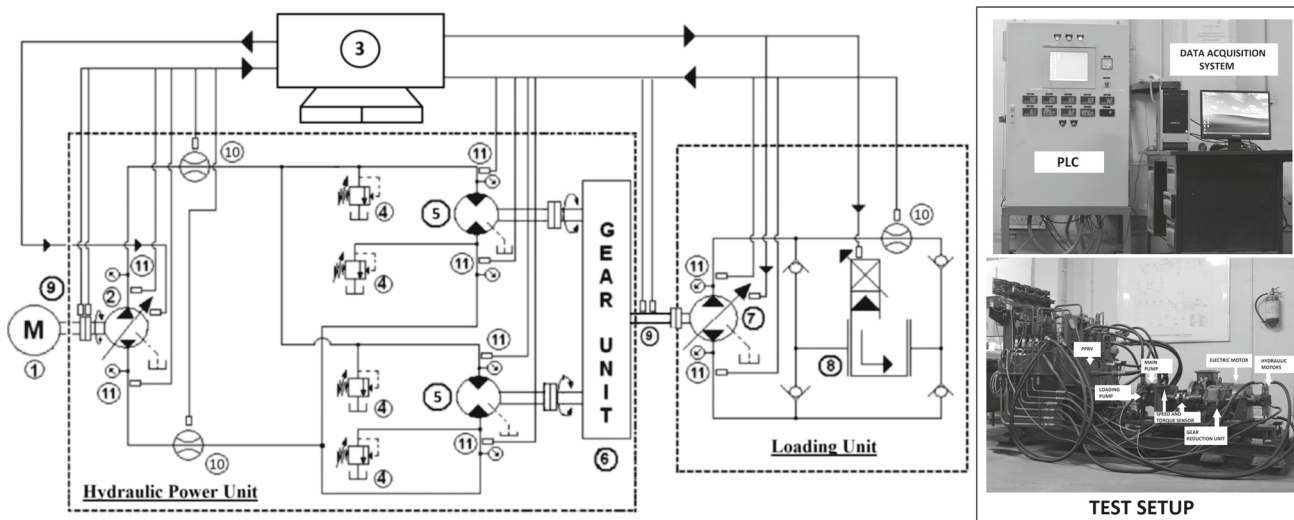 3
10
11
4
5
11
4
GEAR UNIT
9
11
2
M
1
11
10
11
4
5
11
4
6
Hydraulic Power Unit
10
11
9
7
11
8
Loading Unit
DATA ACQUISITION
SYSTEM
PLC
PPRV
MAIN
PUMP
ELECTRIC MOTOR
HYDRAULIC
MOTORS
LOADING
PUMP
SPEED AND
TORQUE SENSOR
GEAR
REDUCTION UNIT
TEST SETUP